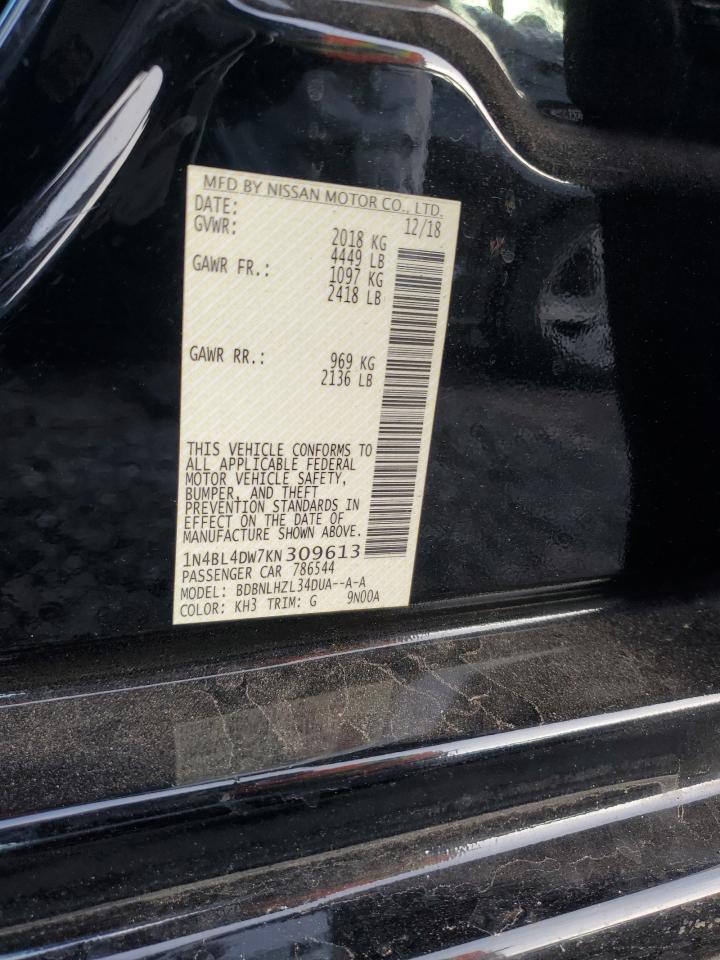 MFD BY NISSAN MOTOR CO., LTD.
DATE: 12/18
GVWR: 2018 KG
4449 LB
GAWR FR.: 1097 KG
2418 LB
GAWR RR.: 969 KG
2136 LB
THIS VEHICLE CONFORMS TO
ALL APPLICABLE FEDERAL
MOTOR VEHICLE SAFETY,
BUMPER, AND THEFT
PREVENTION STANDARDS IN
EFFECT ON THE DATE OF
MANUFACTURE SHOWN ABOVE.
1N4BL4DW7KN309613
PASSENGER CAR 786544
MODEL: BDBNLHZL34DUA--A-A
COLOR: KH3 TRIM: G 9N00A